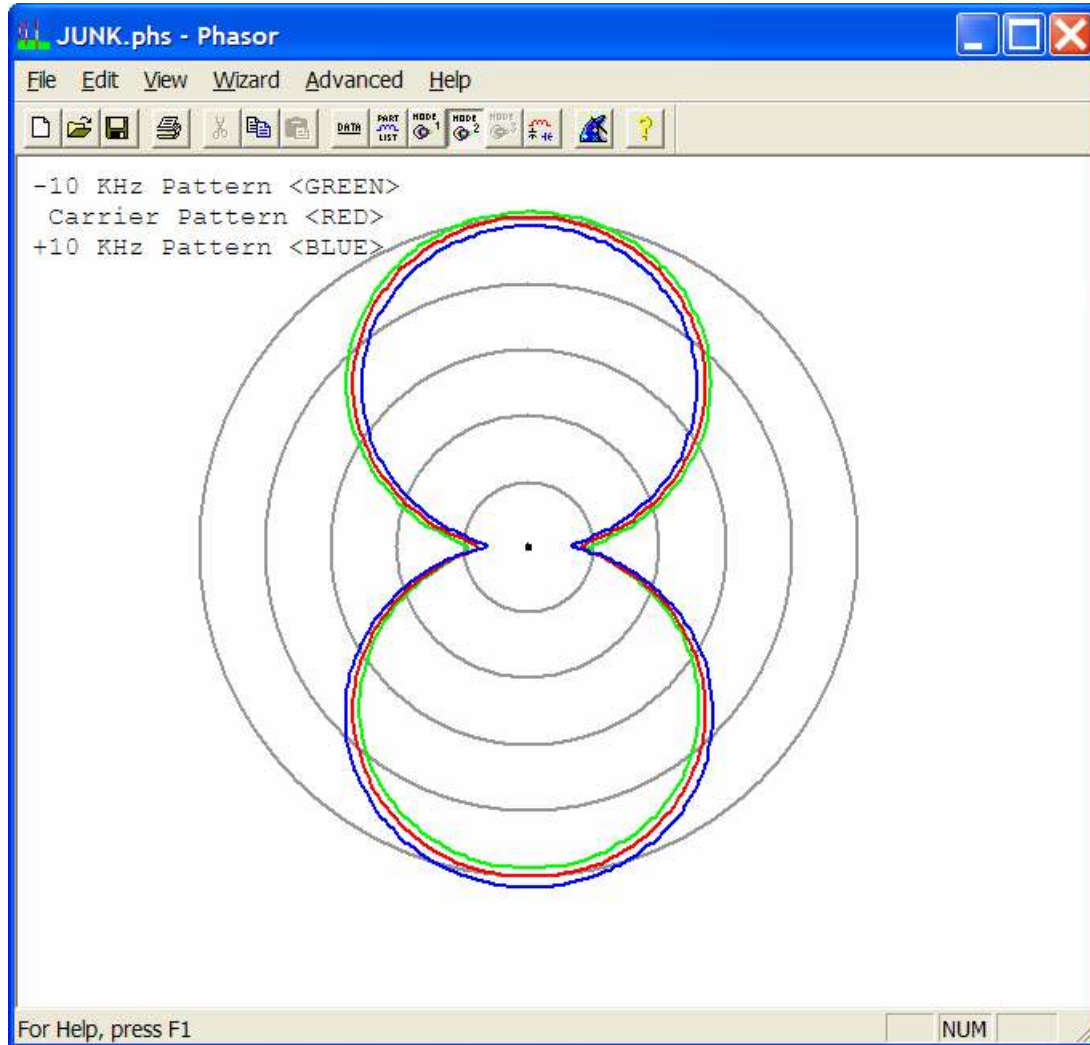 JUNK.phs - Phasor
File Edit View Wizard Advanced Help
DATA PART LIST MODE 1 MODE 2 MODE 3 ?
-10 KHz Pattern <GREEN>
Carrier Pattern <RED>
+10 KHz Pattern <BLUE>
For Help, press F1 NUM